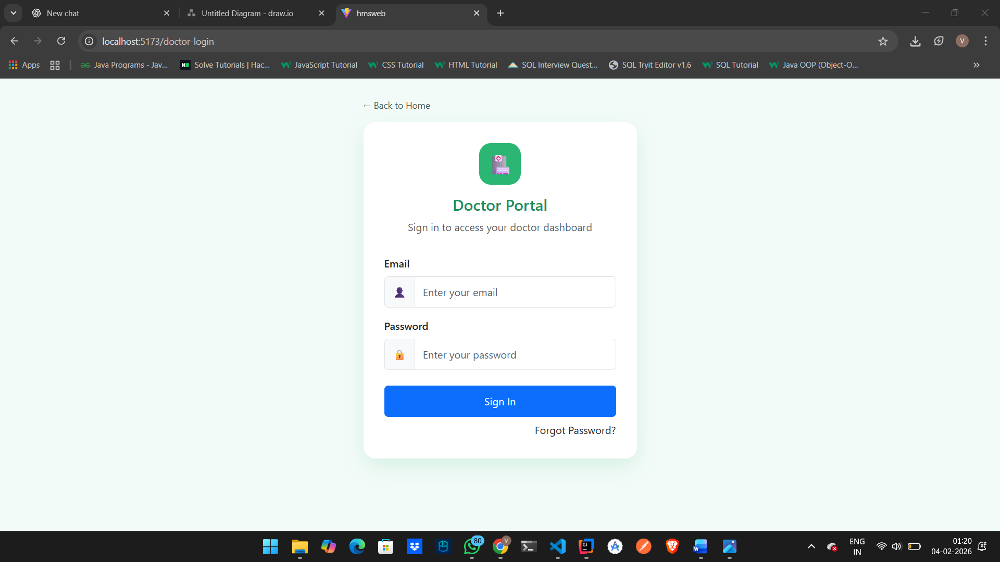 New chat
Untitled Diagram - draw.io
hmsweb
localhost:5173/doctor-login
V
Apps
Java Programs - Jav...
Solve Tutorials | Hac...
JavaScript Tutorial
CSS Tutorial
HTML Tutorial
SQL Interview Quest...
SQL Tryit Editor v1.6
SQL Tutorial
Java OOP (Object-O...
← Back to Home
Doctor Portal
Sign in to access your doctor dashboard
Email
Enter your email
Password
Enter your password
Sign In
Forgot Password?
80
V
ENG
IN
01:20
04-02-2026